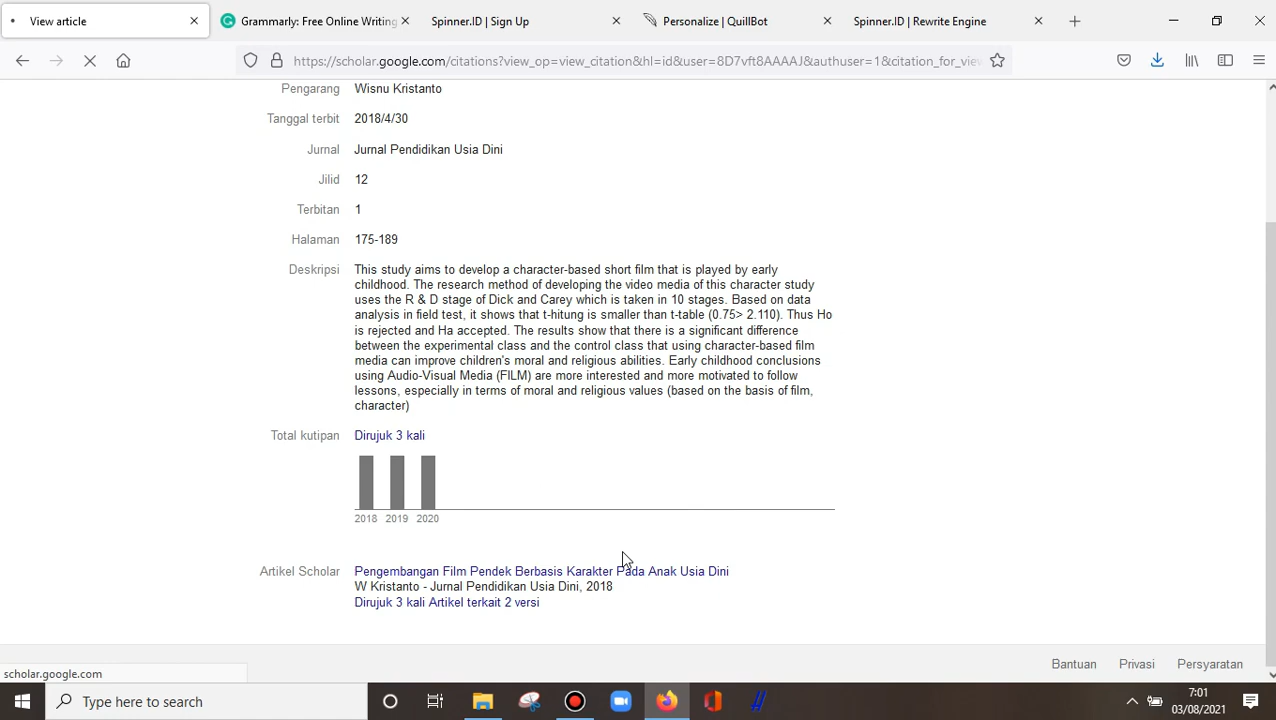 View article
Grammarly: Free Online Writing
Spinner.ID | Sign Up
Personalize | QuillBot
Spinner.ID | Rewrite Engine
https://scholar.google.com/citations?view_op=view_citation&hl=id&user=8D7vft8AAAAJ&authuser=1&citation_for_view
Pengarang Wisnu Kristanto
Tanggal terbit 2018/4/30
Jurnal Jurnal Pendidikan Usia Dini
Jilid 12
Terbitan 1
Halaman 175-189
Deskripsi This study aims to develop a character-based short film that is played by early
childhood. The research method of developing the video media of this character study
uses the R & D stage of Dick and Carey which is taken in 10 stages. Based on data
analysis in field test, it shows that t-hitung is smaller than t-table (0.75> 2.110). Thus Ho
is rejected and Ha accepted. The results show that there is a significant difference
between the experimental class and the control class that using character-based film
media can improve children's moral and religious abilities. Early childhood conclusions
using Audio-Visual Media (FILM) are more interested and more motivated to follow
lessons, especially in terms of moral and religious values (based on the basis of film,
character)
Total kutipan Dirujuk 3 kali
2018 2019 2020
Artikel Scholar Pengembangan Film Pendek Berbasis Karakter Pada Anak Usia Dini
W Kristanto - Jurnal Pendidikan Usia Dini, 2018
Dirujuk 3 kali Artikel terkait 2 versi
Bantuan Privasi Persyaratan
scholar.google.com
Type here to search
7:01
03/08/2021